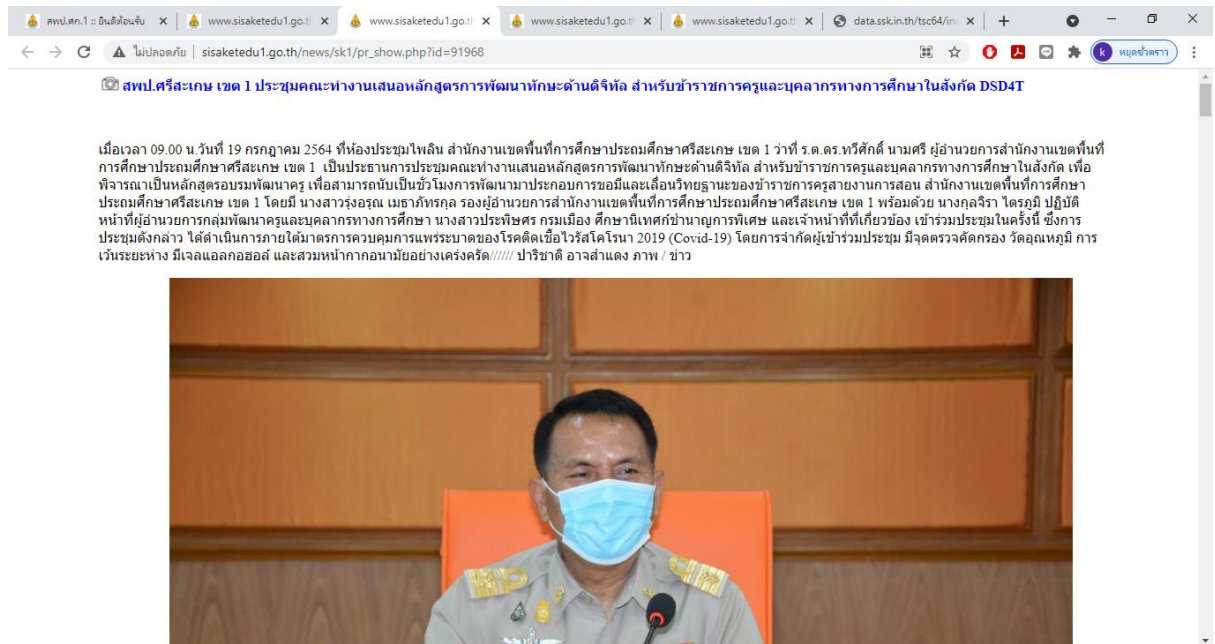 สพป.ศก.1 :: ยินดีต้อนรับ
www.sisaketedu1.go.th
www.sisaketedu1.go.th
www.sisaketedu1.go.th
www.sisaketedu1.go.th
data.ssk.in.th/tsc64/in
ไม่ปลอดภัย | sisaketedu1.go.th/news/sk1/pr_show.php?id=91968
k หยุดชั่วคราว
สพป.ศรีสะเกษ เขต 1 ประชุมคณะทำงานเสนอหลักสูตรการพัฒนาทักษะด้านดิจิทัล สำหรับข้าราชการครูและบุคลากรทางการศึกษาในสังกัด DSD4T
เมื่อเวลา 09.00 น.วันที่ 19 กรกฎาคม 2564 ที่ห้องประชุมไพลิน สำนักงานเขตพื้นที่การศึกษาประถมศึกษาศรีสะเกษ เขต 1 ว่าที่ ร.ต.ดร.ทวีศักดิ์ นามศรี ผู้อำนวยการสำนักงานเขตพื้นที่
การศึกษาประถมศึกษาศรีสะเกษ เขต 1 เป็นประธานการประชุมคณะทำงานเสนอหลักสูตรการพัฒนาทักษะด้านดิจิทัล สำหรับข้าราชการครูและบุคลากรทางการศึกษาในสังกัด เพื่อ
พิจารณาเป็นหลักสูตรอบรมพัฒนาครู เพื่อสามารถนับเป็นชั่วโมงการพัฒนามาประกอบการขอมีและเลื่อนวิทยฐานะของข้าราชการครูสายงานการสอน สำนักงานเขตพื้นที่การศึกษา
ประถมศึกษาศรีสะเกษ เขต 1 โดยมี นางสาวรุ่งอรุณ เมธาภัทรกุล รองผู้อำนวยการสำนักงานเขตพื้นที่การศึกษาประถมศึกษาศรีสะเกษ เขต 1 พร้อมด้วย นางกุลจิรา ไตรภูมิ ปฏิบัติ
หน้าที่ผู้อำนวยการกลุ่มพัฒนาครูและบุคลากรทางการศึกษา นางสาวประพิษศร กรมเมือง ศึกษานิเทศก์ชำนาญการพิเศษ และเจ้าหน้าที่ที่เกี่ยวข้อง เข้าร่วมประชุมในครั้งนี้ ซึ่งการ
ประชุมดังกล่าว ได้ดำเนินการภายใต้มาตรการควบคุมการแพร่ระบาดของโรคติดเชื้อไวรัสโคโรนา 2019 (Covid-19) โดยการจำกัดผู้เข้าร่วมประชุม มีจุดตรวจคัดกรอง วัดอุณหภูมิ การ
เว้นระยะห่าง มีเจลแอลกอฮอล์ และสวมหน้ากากอนามัยอย่างเคร่งครัด////// ปาริชาติ อาจสำแดง ภาพ / ข่าว